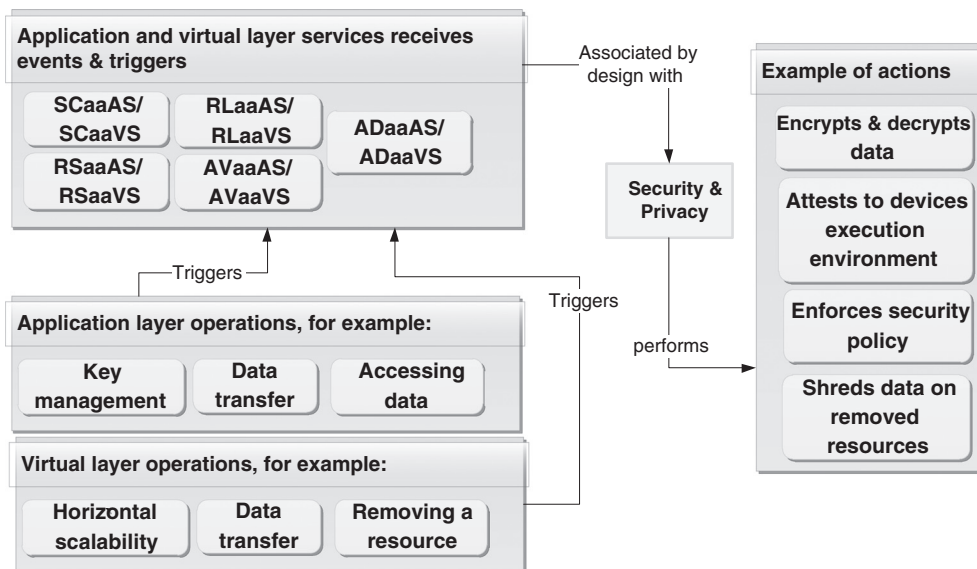 Application and virtual layer services receives
events & triggers
SCaaAS/
SCaaVS
RLaaAS/
RLaaVS
ADaaAS/
ADaaVS
RSaaAS/
RSaaVS
AVaaAS/
AVaaVS
Associated by
design with
Security &
Privacy
performs
Example of actions
Encrypts & decrypts
data
Attests to devices
execution
environment
Enforces security
policy
Shreds data on
removed
resources
Triggers
Triggers
Application layer operations, for example:
Key
management
Data
transfer
Accessing
data
Virtual layer operations, for example:
Horizontal
scalability
Data
transfer
Removing a
resource